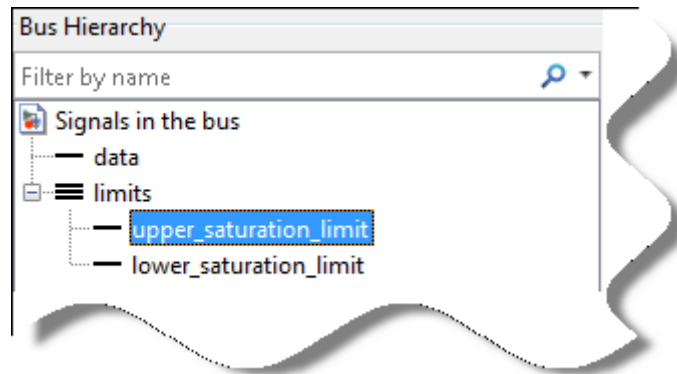 Bus Hierarchy
Filter by name
Signals in the bus
data
limits
upper_saturation_limit
lower_saturation_limit